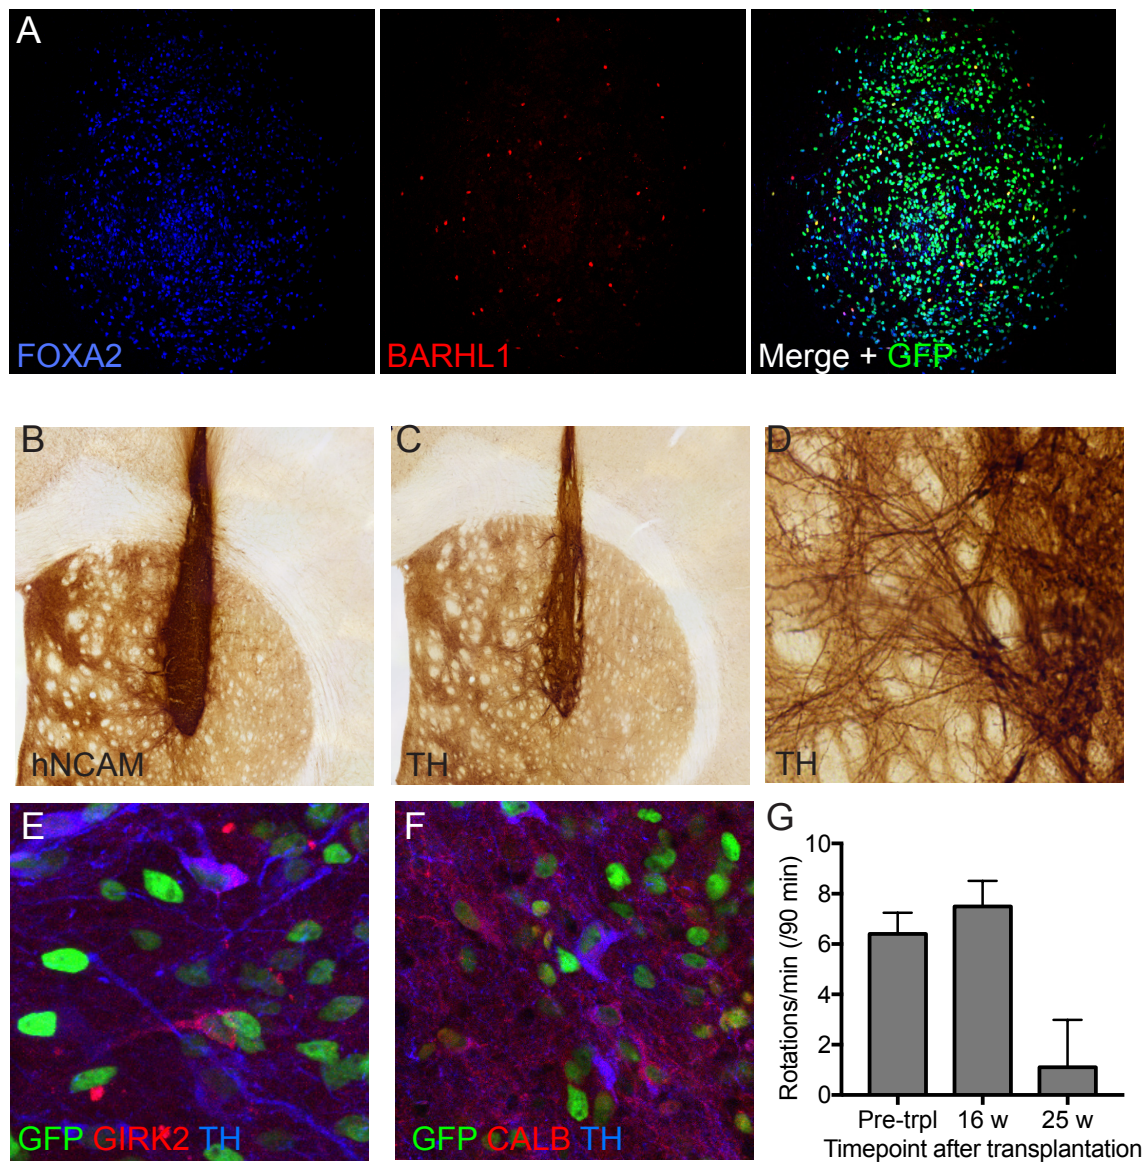 A
FOXA2
BARHL1
Merge + GFP
B
hNCAM
C
TH
D
TH
E
GFP GIRK2 TH
F
GFP CALB TH
G
Rotations/min (/90 min)
10
8
6
4
2
0
Pre-trpl 16 w 25 w
Timepoint after transplantation